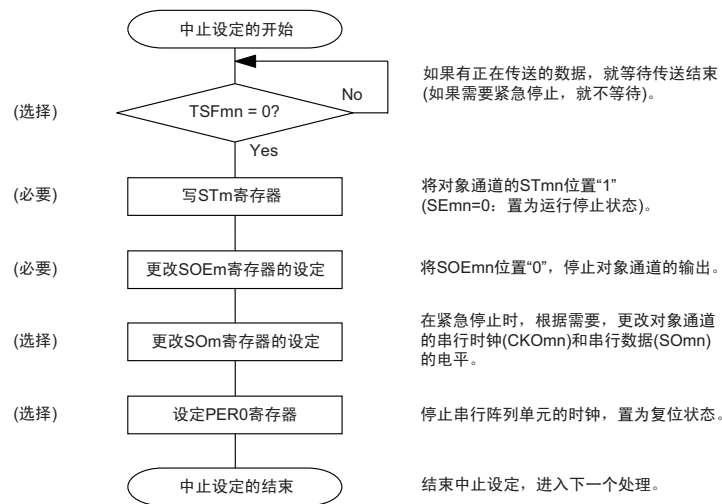 中止设定的开始
如果有正在传送的数据，就等待传送结束
(如果需要紧急停止，就不等待)。
No
(选择)
TSFmn = 0?
Yes
(必要)
写STm寄存器
将对象通道的STmn位置“1”
(SEmn=0：置为运行停止状态)。
(必要)
更改SOEm寄存器的设定
将SOEmn位置“0”，停止对象通道的输出。
(选择)
更改SOm寄存器的设定
在紧急停止时，根据需要，更改对象通道
的串行时钟(CKOmn)和串行数据(SOmn)
的电平。
(选择)
设定PER0寄存器
停止串行阵列单元的时钟，置为复位状态。
中止设定的结束
结束中止设定，进入下一个处理。